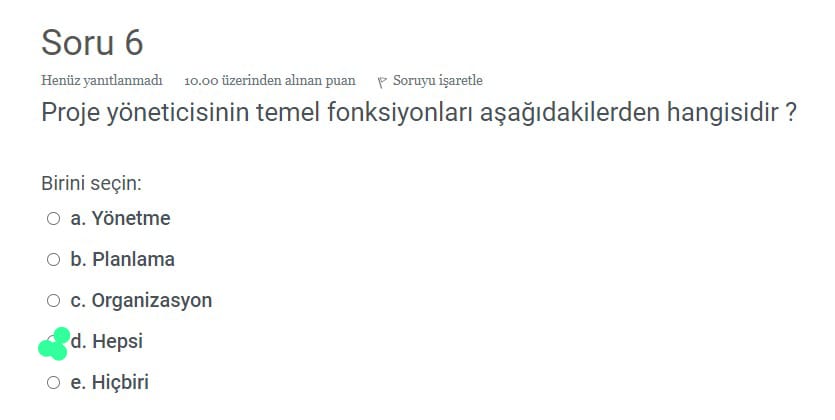 Soru 6
Henüz yanıtlanmadı 10.00 üzerinden alınan puan Soruyu işaretle
Proje yöneticisinin temel fonksiyonları aşağıdakilerden hangisidir ?
Birini seçin:
a. Yönetme
b. Planlama
c. Organizasyon
d. Hepsi
e. Hiçbiri